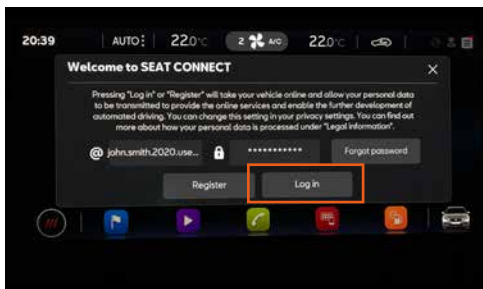 20:39 AUTO 22.0°C 2 A/C 22.0°C
Welcome to SEAT CONNECT
Pressing "Log in" or "Register" will take your vehicle online and allow your personal data
to be transmitted to provide the online services and enable the further development of
automated driving. You can change this setting in your privacy settings. You can find out
more about how your personal data is processed under "Legal information".
@ john.smith.2020.use... *********** Forgot password
Register Log in